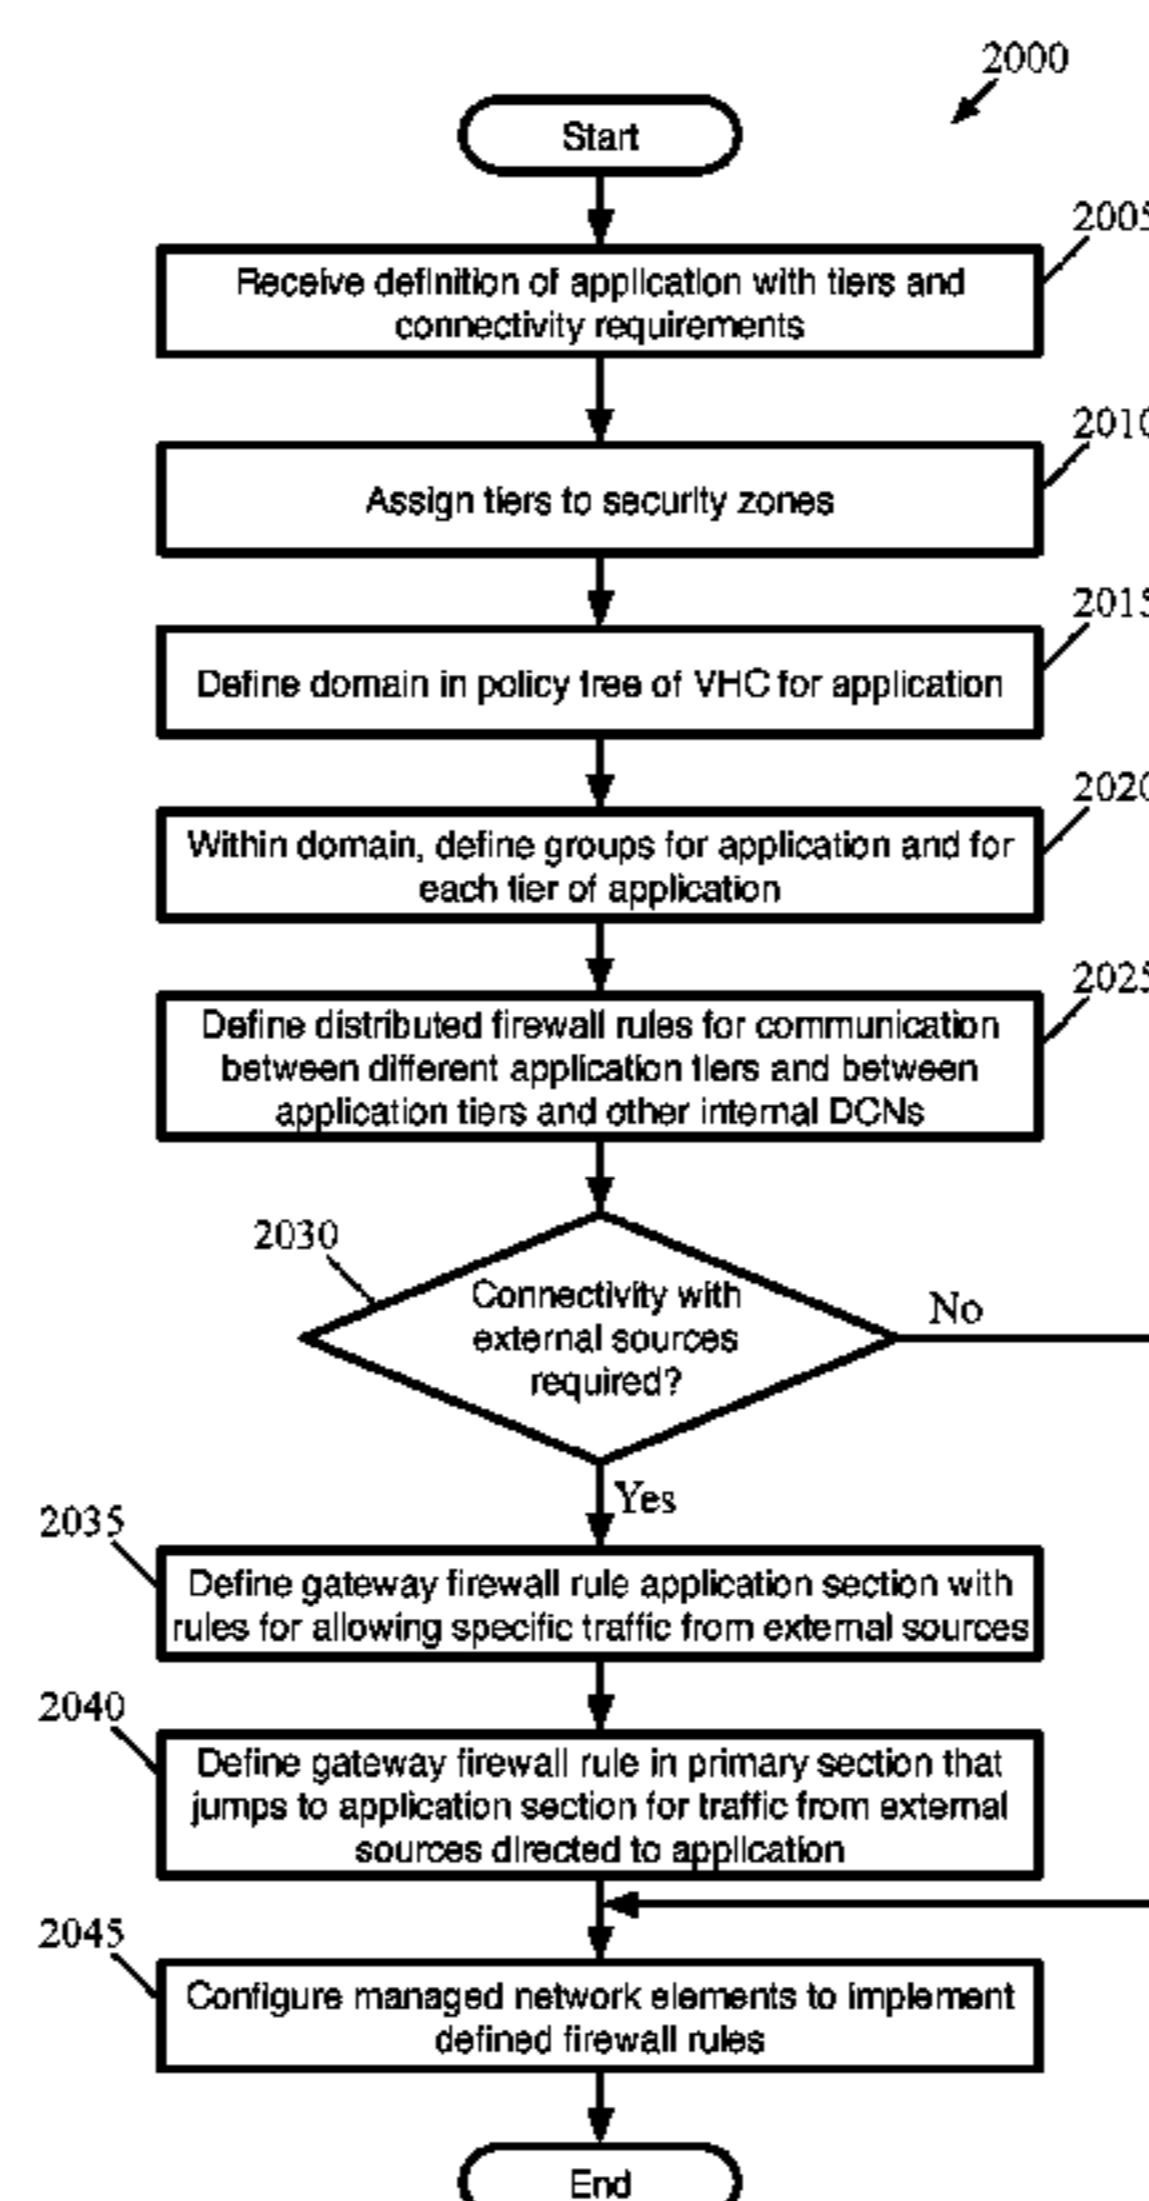 2000
Start
2005
Receive definition of application with tiers and
connectivity requirements
2010
Assign tiers to security zones
2015
Define domain in policy tree of VHC for application
2020
Within domain, define groups for application and for
each tier of application
2025
Define distributed firewall rules for communication
between different application tiers and between
application tiers and other internal DCNs
2030
Connectivity with
external sources
required?
No
Yes
2035
Define gateway firewall rule application section with
rules for allowing specific traffic from external sources
2040
Define gateway firewall rule in primary section that
jumps to application section for traffic from external
sources directed to application
2045
Configure managed network elements to implement
defined firewall rules
End